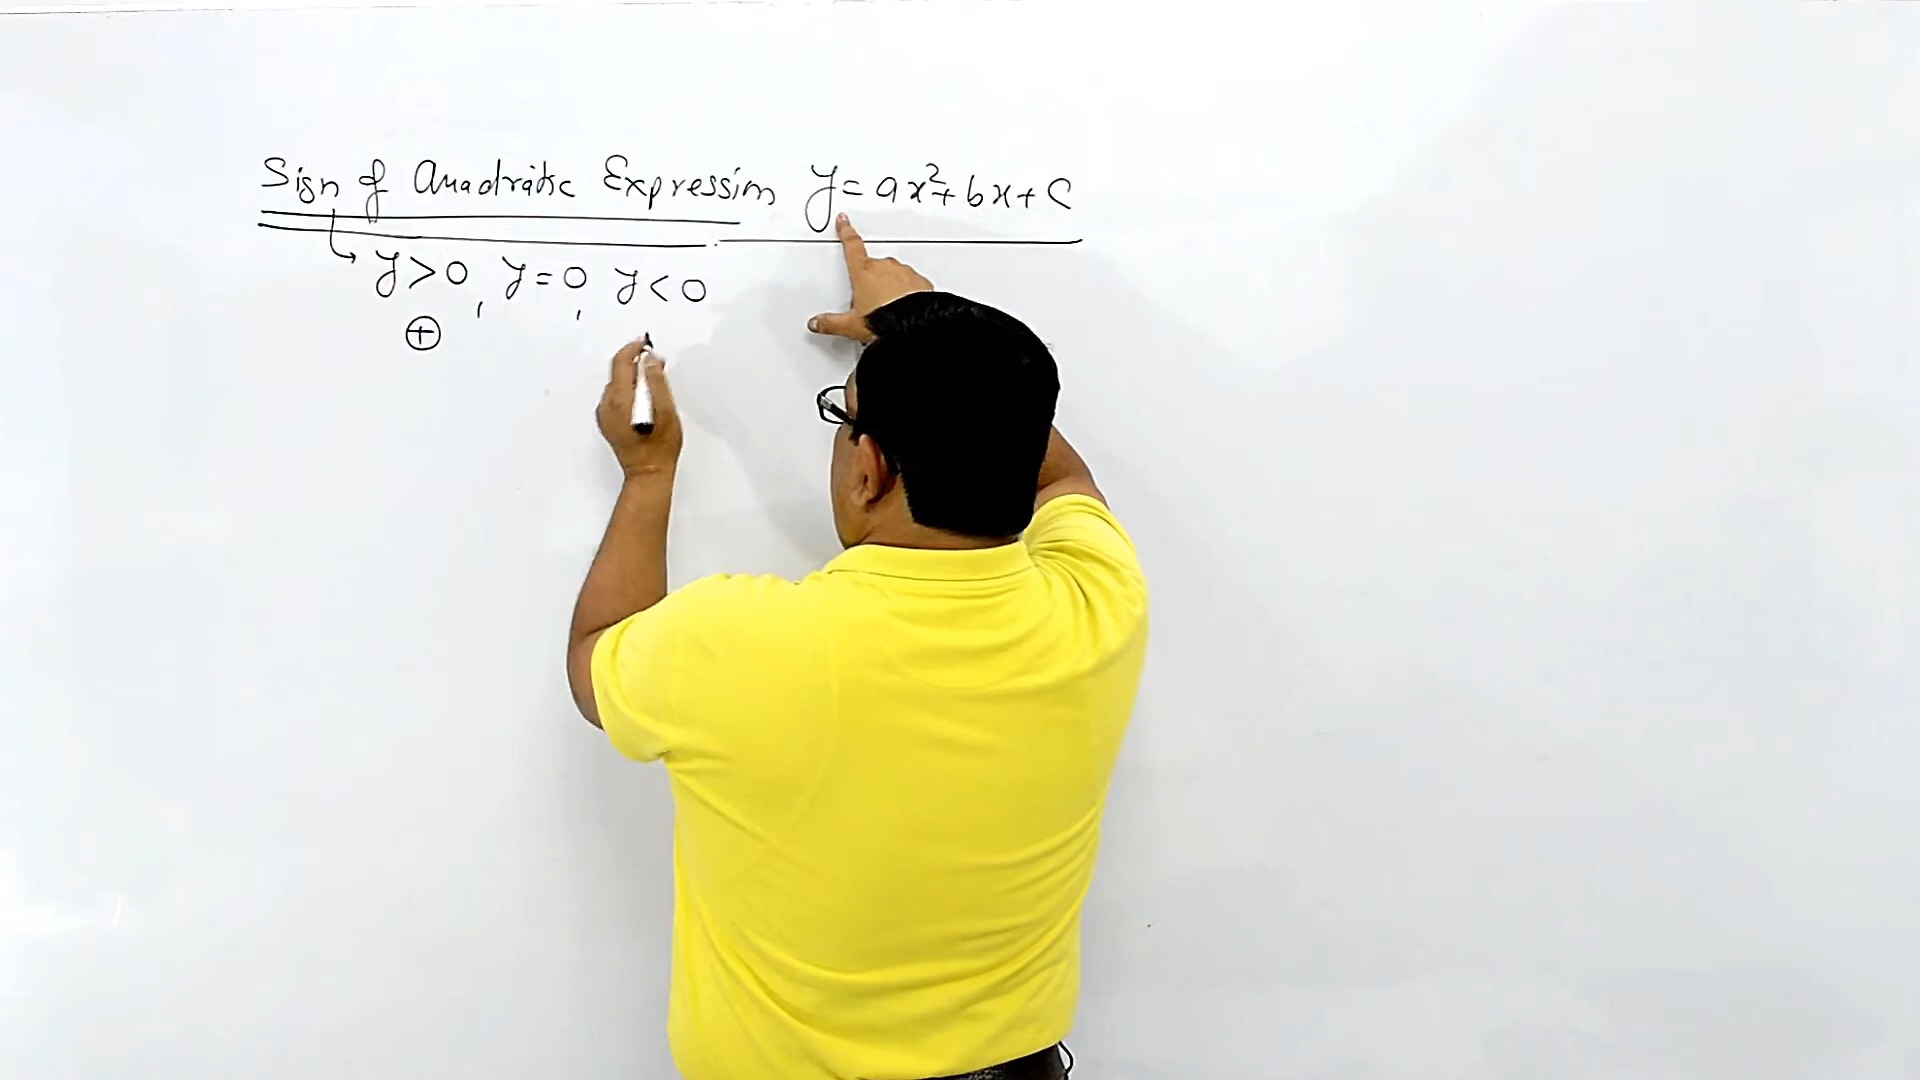 Sign of Quadratic Expression y = ax²+bx+c
y>0, y=0, y<0
⊕